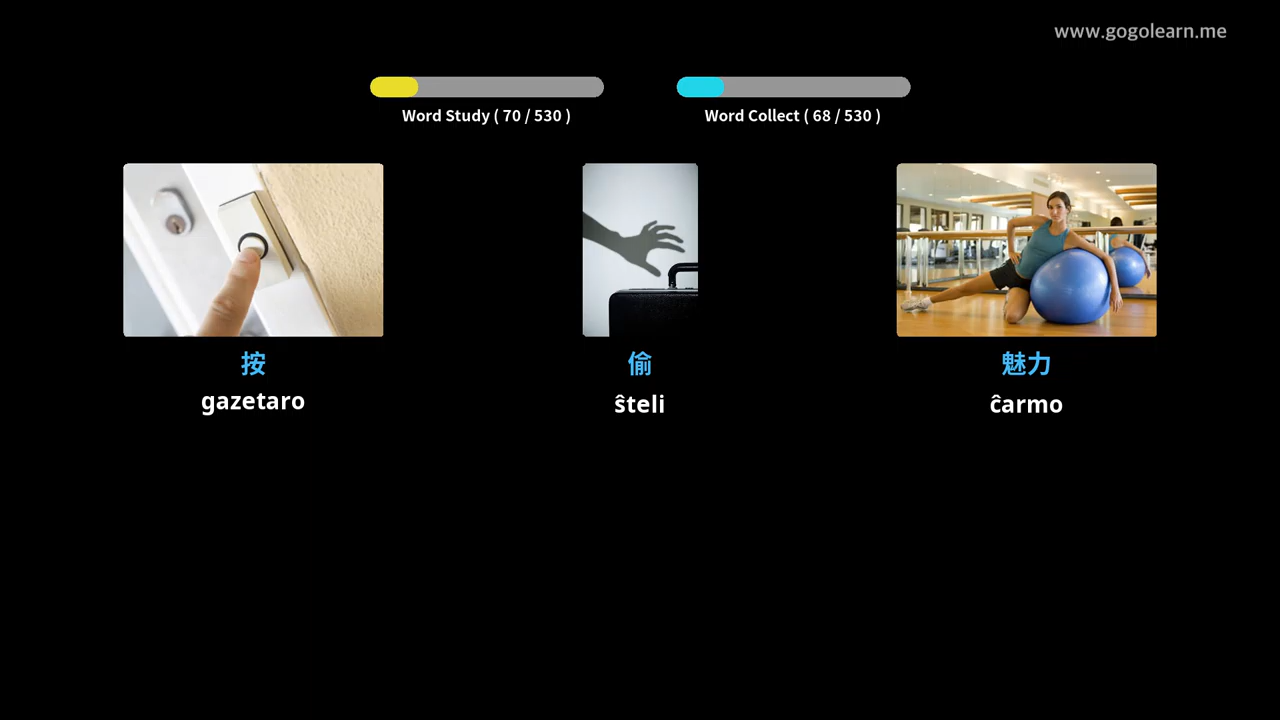 www.gogolearn.me
Word Study ( 70 / 530 )
Word Collect ( 68 / 530 )
按
偷
魅力
gazetaro
ŝteli
ĉarmo